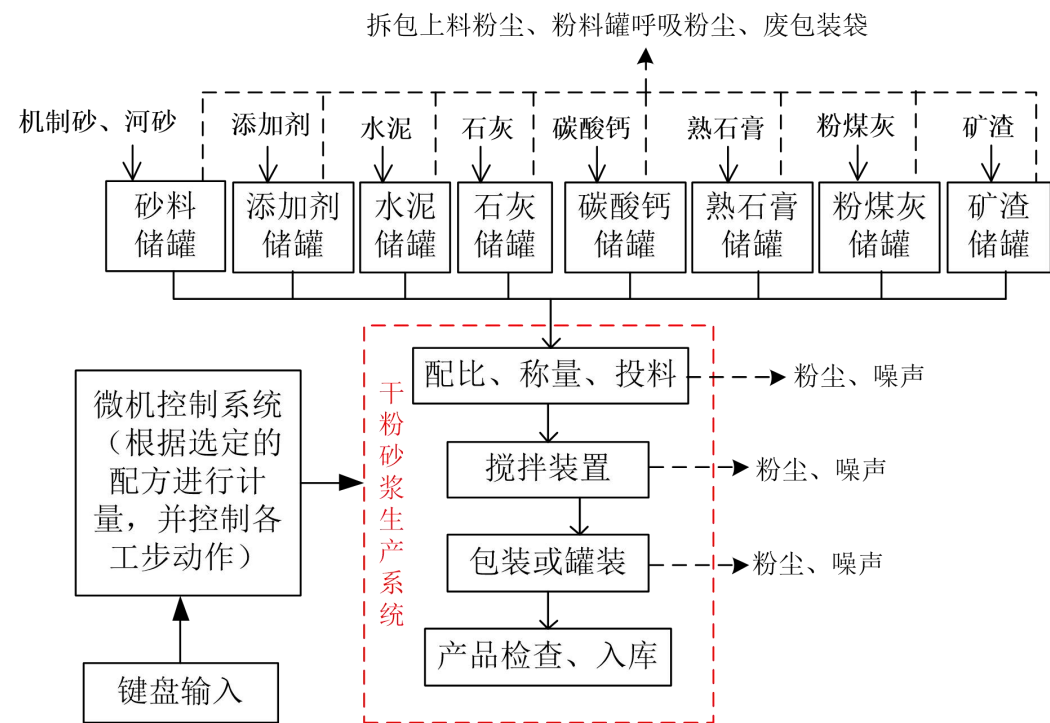 拆包上料粉尘、粉料罐呼吸粉尘、废包装袋
机制砂、河砂
添加剂
水泥
石灰
碳酸钙
熟石膏
粉煤灰
矿渣
砂料
储罐
添加剂
储罐
水泥
储罐
石灰
储罐
碳酸钙
储罐
熟石膏
储罐
粉煤灰
储罐
矿渣
储罐
配比、称量、投料
粉尘、噪声
搅拌装置
粉尘、噪声
包装或罐装
粉尘、噪声
产品检查、入库
干粉砂浆生产系统
微机控制系统
（根据选定的
配方进行计
量，并控制各
工步动作）
键盘输入